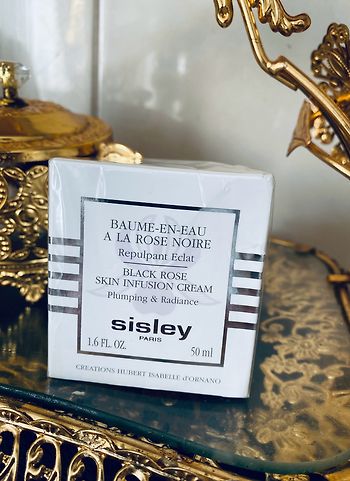 BAUME-EN-EAU
A LA ROSE NOIRE
Repulpant Eclat
BLACK ROSE
SKIN INFUSION CREAM
Plumping & Radiance
sisley
PARIS
1.6 FL. OZ. 50 ml
CREATIONS HUBERT ISABELLE d'ORNANO